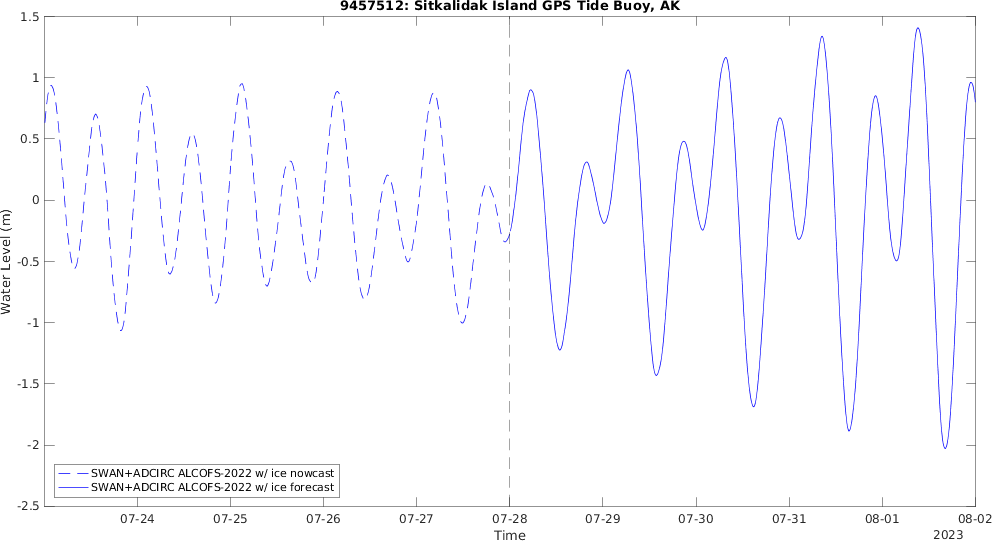 9457512: Sitkalidak Island GPS Tide Buoy, AK
1.5
1
0.5
0
-0.5
-1
-1.5
-2
-2.5
Water Level (m)
SWAN+ADCIRC ALCOFS-2022 w/ ice nowcast
SWAN+ADCIRC ALCOFS-2022 w/ ice forecast
07-24 07-25 07-26 07-27 07-28 07-29 07-30 07-31 08-01 08-02
Time
2023